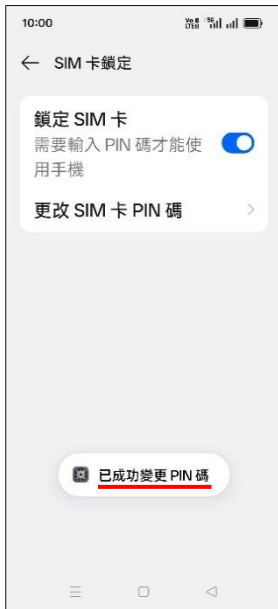 10:00
SIM 卡鎖定
鎖定 SIM 卡
需要輸入 PIN 碼才能使
用手機
更改 SIM 卡 PIN 碼
已成功變更 PIN 碼